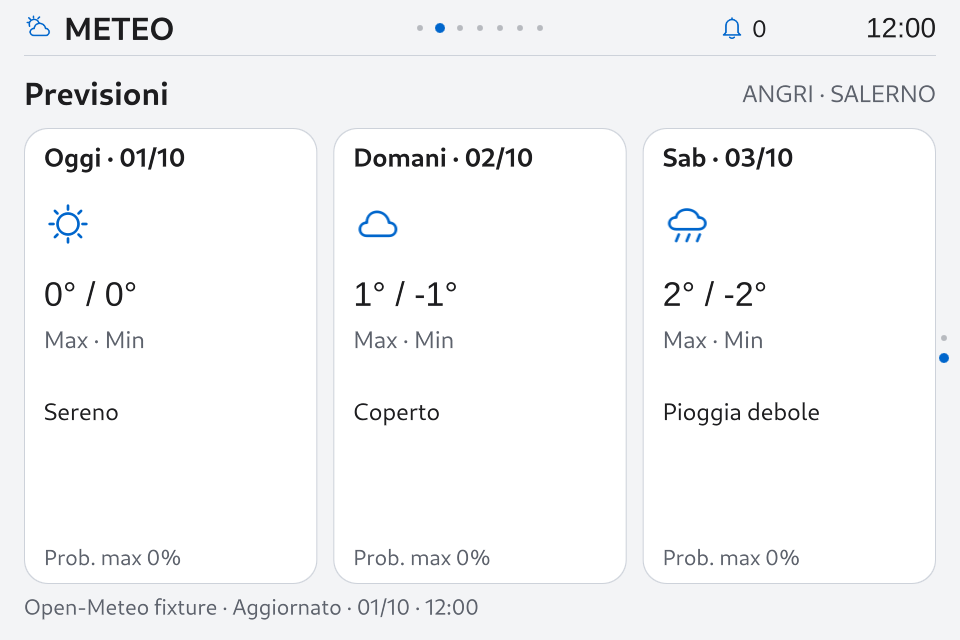 METEO
0
12:00
Previsioni
ANGRI · SALERNO
Oggi · 01/10
0° / 0°
Max · Min
Sereno
Prob. max 0%
Domani · 02/10
1° / -1°
Max · Min
Coperto
Prob. max 0%
Sab · 03/10
2° / -2°
Max · Min
Pioggia debole
Prob. max 0%
Open-Meteo fixture · Aggiornato · 01/10 · 12:00